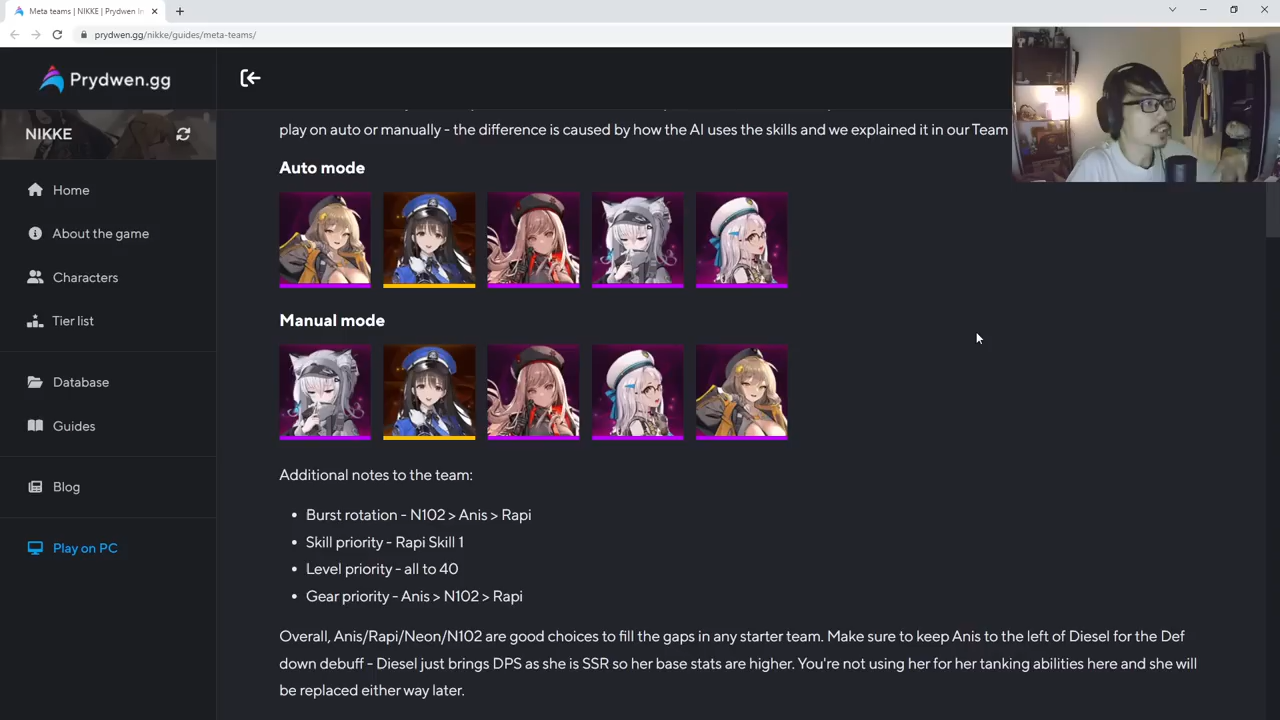 Meta teams | NIKKE | Prydwen In
prydwen.gg/nikke/guides/meta-teams/
Prydwen.gg
NIKKE
Home
About the game
Characters
Tier list
Database
Guides
Blog
Play on PC
play on auto or manually - the difference is caused by how the AI uses the skills and we explained it in our Team
Auto mode
Manual mode
Additional notes to the team:
• Burst rotation - N102 > Anis > Rapi
• Skill priority - Rapi Skill 1
• Level priority - all to 40
• Gear priority - Anis > N102 > Rapi
Overall, Anis/Rapi/Neon/N102 are good choices to fill the gaps in any starter team. Make sure to keep Anis to the left of Diesel for the Def
down debuff - Diesel just brings DPS as she is SSR so her base stats are higher. You're not using her for her tanking abilities here and she will
be replaced either way later.